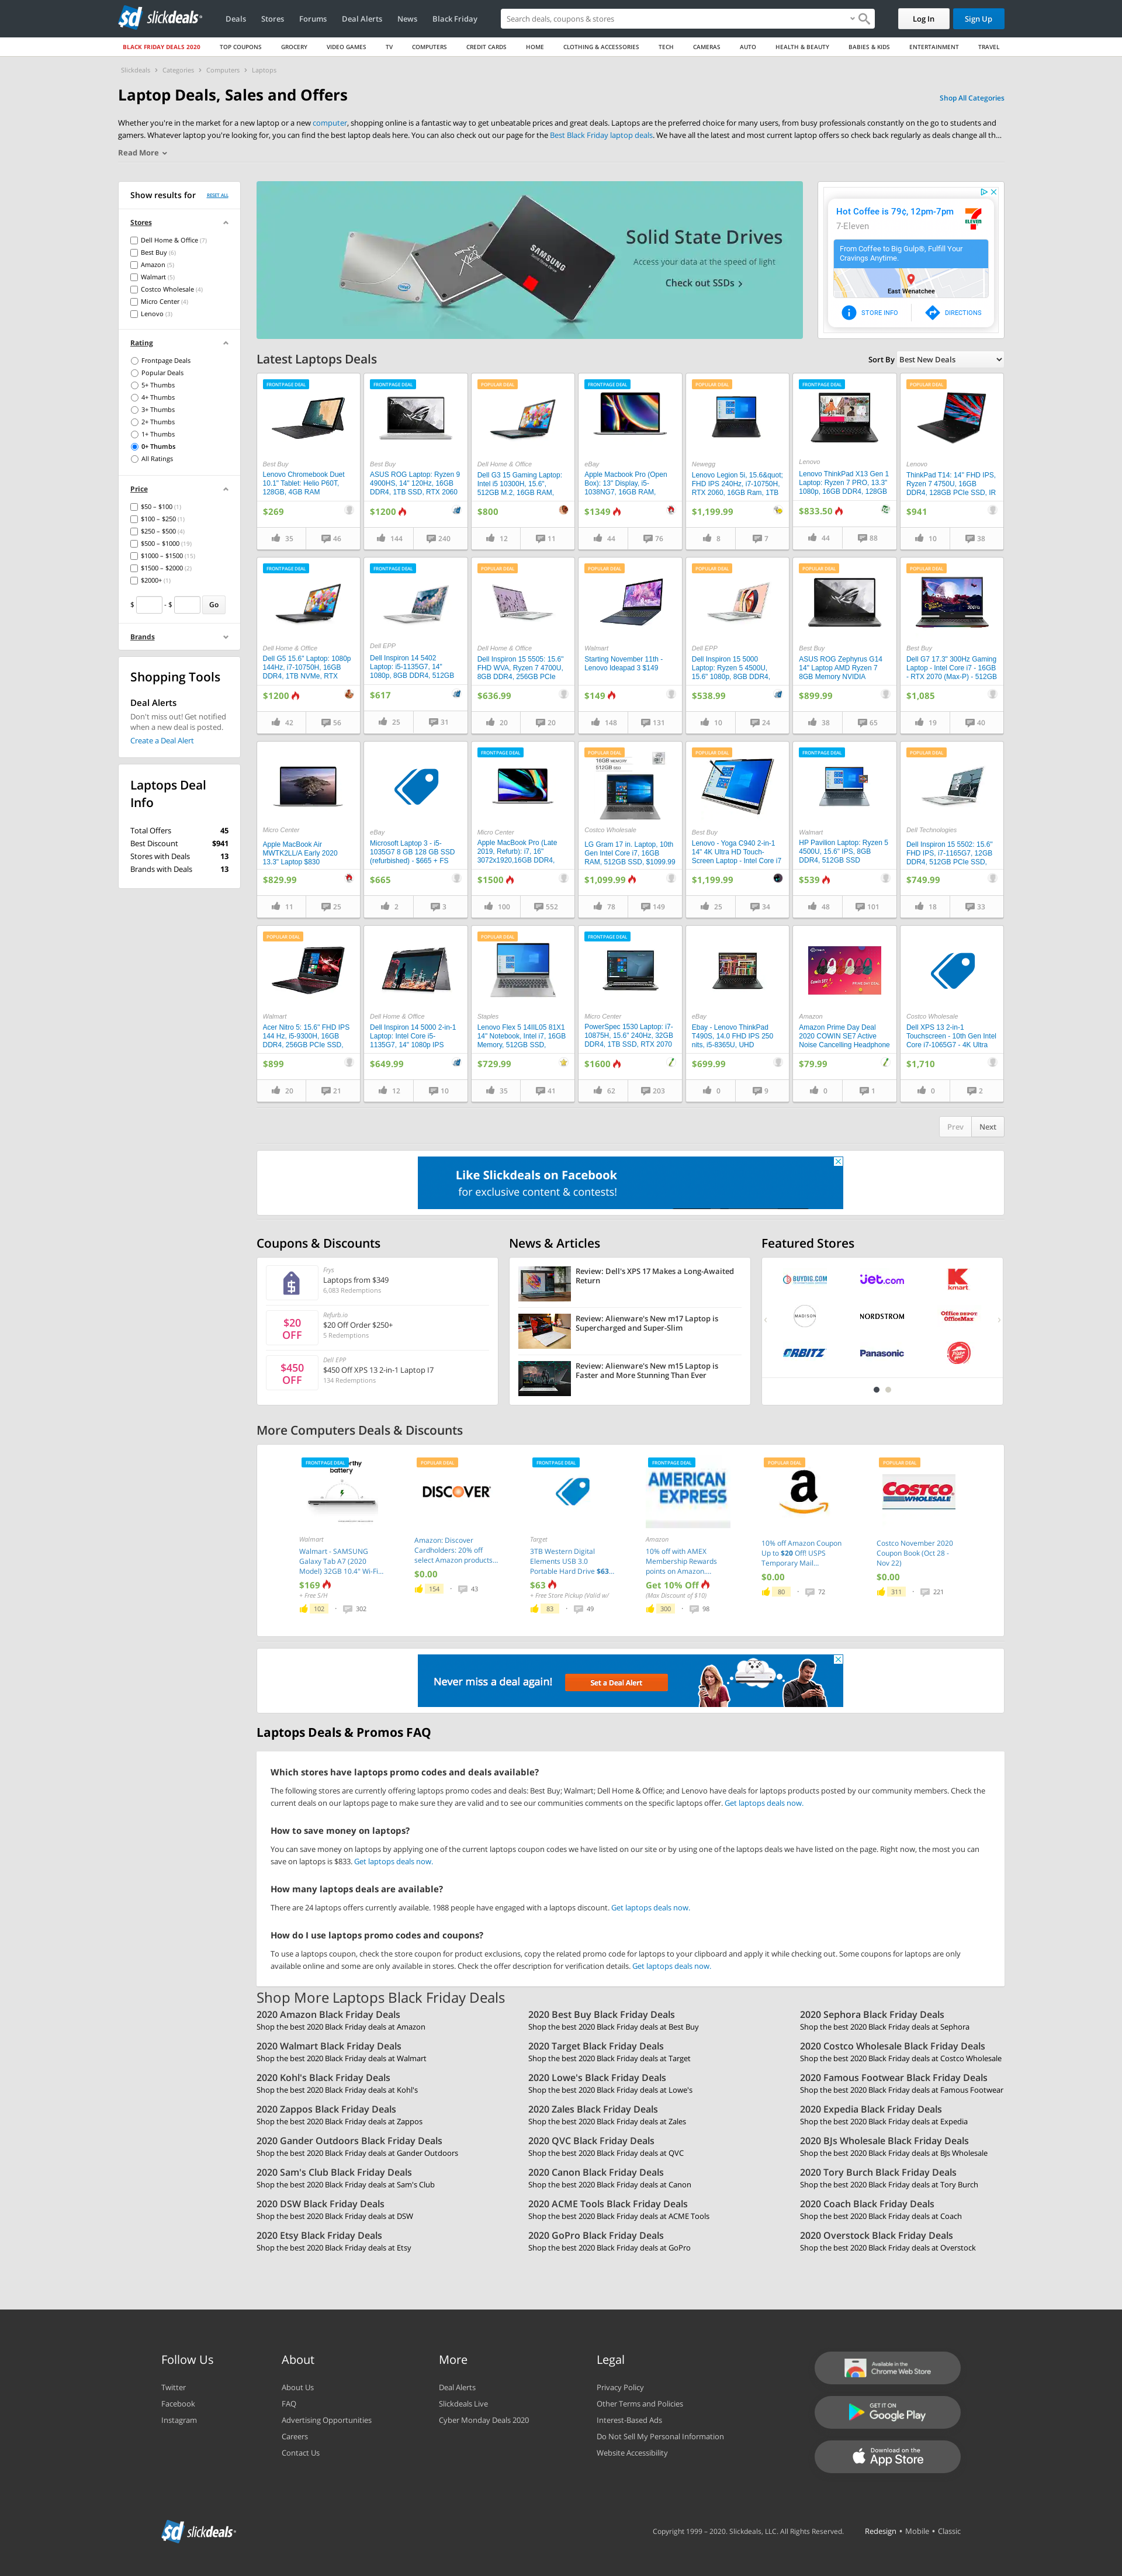 slickdeals
Deals
Stores
Forums
Deal Alerts
News
Black Friday
Search deals, coupons & stores
Log In
Sign Up
BLACK FRIDAY DEALS 2020
TOP COUPONS
GROCERY
VIDEO GAMES
TV
COMPUTERS
CREDIT CARDS
HOME
CLOTHING & ACCESSORIES
TECH
CAMERAS
AUTO
HEALTH & BEAUTY
BABIES & KIDS
ENTERTAINMENT
TRAVEL
Slickdeals > Categories > Computers > Laptops
Laptop Deals, Sales and Offers
Shop All Categories
Whether you're in the market for a new laptop or a new computer, shopping online is a fantastic way to get unbeatable prices and great deals. Laptops are the preferred choice for many users, from busy professionals constantly on the go to students and
gamers. Whatever laptop you're looking for, you can find the best laptop deals here. You can also check out our page for the Best Black Friday laptop deals. We have all the latest and most current laptop offers so check back regularly as deals change all th...
Read More
Show results for
RESET ALL
Stores
Dell Home & Office (7)
Best Buy (6)
Amazon (5)
Walmart (5)
Costco Wholesale (4)
Micro Center (4)
Lenovo (3)
Rating
Frontpage Deals
Popular Deals
5+ Thumbs
4+ Thumbs
3+ Thumbs
2+ Thumbs
1+ Thumbs
0+ Thumbs
All Ratings
Price
$50 – $100 (1)
$100 – $250 (1)
$250 – $500 (4)
$500 – $1000 (19)
$1000 – $1500 (15)
$1500 – $2000 (2)
$2000+ (1)
$ - $ Go
Brands
Shopping Tools
Deal Alerts
Don't miss out! Get notified
when a new deal is posted.
Create a Deal Alert
Laptops Deal
Info
Total Offers 45
Best Discount $941
Stores with Deals 13
Brands with Deals 13
SAMSUNG
Solid State Drives
Access your data at the speed of light
Check out SSDs >
Hot Coffee is 79¢, 12pm-7pm
7-Eleven
From Coffee to Big Gulp®, Fulfill Your
Cravings Anytime.
East Wenatchee
STORE INFO
DIRECTIONS
Latest Laptops Deals
Sort By Best New Deals
FRONTPAGE DEAL
Best Buy
Lenovo Chromebook Duet
10.1" Tablet: Helio P60T,
128GB, 4GB RAM
$269
35
46
FRONTPAGE DEAL
Best Buy
ASUS ROG Laptop: Ryzen 9
4900HS, 14" 120Hz, 16GB
DDR4, 1TB SSD, RTX 2060
$1200
144
240
POPULAR DEAL
Dell Home & Office
Dell G3 15 Gaming Laptop:
Intel i5 10300H, 15.6",
512GB M.2, 16GB RAM,
$800
12
11
FRONTPAGE DEAL
eBay
Apple Macbook Pro (Open
Box): 13" Display, i5-
1038NG7, 16GB RAM,
$1349
44
76
POPULAR DEAL
Newegg
Lenovo Legion 5i, 15.6&quot;
FHD IPS 240Hz, i7-10750H,
RTX 2060, 16GB Ram, 1TB
$1,199.99
8
7
FRONTPAGE DEAL
Lenovo
Lenovo ThinkPad X13 Gen 1
Laptop: Ryzen 7 PRO, 13.3"
1080p, 16GB DDR4, 128GB
$833.50
44
88
POPULAR DEAL
Lenovo
ThinkPad T14: 14" FHD IPS,
Ryzen 7 4750U, 16GB
DDR4, 128GB PCIe SSD, IR
$941
10
38
FRONTPAGE DEAL
Dell Home & Office
Dell G5 15.6" Laptop: 1080p
144Hz, i7-10750H, 16GB
DDR4, 1TB NVMe, RTX
$1200
42
56
FRONTPAGE DEAL
Dell EPP
Dell Inspiron 14 5402
Laptop: i5-1135G7, 14"
1080p, 8GB DDR4, 512GB
$617
25
31
POPULAR DEAL
Dell Home & Office
Dell Inspiron 15 5505: 15.6"
FHD WVA, Ryzen 7 4700U,
8GB DDR4, 256GB PCIe
$636.99
20
20
POPULAR DEAL
Walmart
Starting November 11th -
Lenovo Ideapad 3 $149
$149
148
131
POPULAR DEAL
Dell EPP
Dell Inspiron 15 5000
Laptop: Ryzen 5 4500U,
15.6" 1080p, 8GB DDR4,
$538.99
10
24
POPULAR DEAL
Best Buy
ASUS ROG Zephyrus G14
14" Laptop AMD Ryzen 7
8GB Memory NVIDIA
$899.99
38
65
POPULAR DEAL
Best Buy
Dell G7 17.3" 300Hz Gaming
Laptop - Intel Core i7 - 16GB
- RTX 2070 (Max-P) - 512GB
$1,085
19
40
Micro Center
Apple MacBook Air
MWTK2LL/A Early 2020
13.3" Laptop $830
$829.99
11
25
eBay
Microsoft Laptop 3 - i5-
1035G7 8 GB 128 GB SSD
(refurbished) - $665 + FS
$665
2
3
FRONTPAGE DEAL
Micro Center
Apple MacBook Pro (Late
2019, Refurb): i7, 16"
3072x1920,16GB DDR4,
$1500
100
552
POPULAR DEAL
16GB MEMORY
512GB SSD
Costco Wholesale
LG Gram 17 in. Laptop, 10th
Gen Intel Core i7, 16GB
RAM, 512GB SSD, $1099.99
$1,099.99
78
149
POPULAR DEAL
Best Buy
Lenovo - Yoga C940 2-in-1
14" 4K Ultra HD Touch-
Screen Laptop - Intel Core i7
$1,199.99
25
34
FRONTPAGE DEAL
Walmart
HP Pavilion Laptop: Ryzen 5
4500U, 15.6" IPS, 8GB
DDR4, 512GB SSD
$539
48
101
POPULAR DEAL
Dell Technologies
Dell Inspiron 15 5502: 15.6"
FHD IPS, i7-1165G7, 12GB
DDR4, 512GB PCIe SSD,
$749.99
18
33
POPULAR DEAL
Walmart
Acer Nitro 5: 15.6" FHD IPS
144 Hz, i5-9300H, 16GB
DDR4, 256GB PCIe SSD,
$899
20
21
Dell Home & Office
Dell Inspiron 14 5000 2-in-1
Laptop: Intel Core i5-
1135G7, 14" 1080p IPS
$649.99
12
10
POPULAR DEAL
Staples
Lenovo Flex 5 14IIL05 81X1
14" Notebook, Intel i7, 16GB
Memory, 512GB SSD,
$729.99
35
41
FRONTPAGE DEAL
Micro Center
PowerSpec 1530 Laptop: i7-
10875H, 15.6" 240Hz, 32GB
DDR4, 1TB SSD, RTX 2070
$1600
62
203
eBay
Ebay - Lenovo ThinkPad
T490S, 14.0 FHD IPS 250
nits, i5-8365U, UHD
$699.99
0
9
Amazon
Amazon Prime Day Deal
2020 COWIN SE7 Active
Noise Cancelling Headphone
$79.99
0
1
Costco Wholesale
Dell XPS 13 2-in-1
Touchscreen - 10th Gen Intel
Core i7-1065G7 - 4K Ultra
$1,710
0
2
Prev
Next
Like Slickdeals on Facebook
for exclusive content & contests!
Coupons & Discounts
Frys
Laptops from $349
6,083 Redemptions
$20
OFF
Refurb.io
$20 Off Order $250+
5 Redemptions
$450
OFF
Dell EPP
$450 Off XPS 13 2-in-1 Laptop I7
134 Redemptions
News & Articles
Review: Dell's XPS 17 Makes a Long-Awaited
Return
Review: Alienware's New m17 Laptop is
Supercharged and Super-Slim
Review: Alienware's New m15 Laptop is
Faster and More Stunning Than Ever
Featured Stores
BUYDIG.COM
Jet.com
kmart
MADISON
NORDSTROM
Office DEPOT
OfficeMax
ORBITZ
Panasonic
More Computers Deals & Discounts
FRONTPAGE DEAL
battery
Walmart
Walmart - SAMSUNG
Galaxy Tab A7 (2020
Model) 32GB 10.4" Wi-Fi...
$169
+ Free S/H
102
302
POPULAR DEAL
DISCOVER
Amazon: Discover
Cardholders: 20% off
select Amazon products...
$0.00
154
43
FRONTPAGE DEAL
Target
3TB Western Digital
Elements USB 3.0
Portable Hard Drive $63...
$63
+ Free Store Pickup (Valid w/
83
49
FRONTPAGE DEAL
AMERICAN
EXPRESS
Amazon
10% off with AMEX
Membership Rewards
points on Amazon....
Get 10% Off
(Max Discount of $10)
300
98
POPULAR DEAL
10% off Amazon Coupon
Up to $20 Off! USPS
Temporary Mail...
$0.00
80
72
POPULAR DEAL
COSTCO
WHOLESALE
Costco November 2020
Coupon Book (Oct 28 -
Nov 22)
$0.00
311
221
Never miss a deal again!
Set a Deal Alert
Laptops Deals & Promos FAQ
Which stores have laptops promo codes and deals available?
The following stores are currently offering laptops promo codes and deals: Best Buy; Walmart; Dell Home & Office; and Lenovo have deals for laptops products posted by our community members. Check the
current deals on our laptops page to make sure they are valid and to see our communities comments on the specific laptops offer. Get laptops deals now.
How to save money on laptops?
You can save money on laptops by applying one of the current laptops coupon codes we have listed on our site or by using one of the laptops deals we have listed on the page. Right now, the most you can
save on laptops is $833. Get laptops deals now.
How many laptops deals are available?
There are 24 laptops offers currently available. 1988 people have engaged with a laptops discount. Get laptops deals now.
How do I use laptops promo codes and coupons?
To use a laptops coupon, check the store coupon for product exclusions, copy the related promo code for laptops to your clipboard and apply it while checking out. Some coupons for laptops are only
available online and some are only available in stores. Check the offer description for verification details. Get laptops deals now.
Shop More Laptops Black Friday Deals
2020 Amazon Black Friday Deals
Shop the best 2020 Black Friday deals at Amazon
2020 Best Buy Black Friday Deals
Shop the best 2020 Black Friday deals at Best Buy
2020 Sephora Black Friday Deals
Shop the best 2020 Black Friday deals at Sephora
2020 Walmart Black Friday Deals
Shop the best 2020 Black Friday deals at Walmart
2020 Target Black Friday Deals
Shop the best 2020 Black Friday deals at Target
2020 Costco Wholesale Black Friday Deals
Shop the best 2020 Black Friday deals at Costco Wholesale
2020 Kohl's Black Friday Deals
Shop the best 2020 Black Friday deals at Kohl's
2020 Lowe's Black Friday Deals
Shop the best 2020 Black Friday deals at Lowe's
2020 Famous Footwear Black Friday Deals
Shop the best 2020 Black Friday deals at Famous Footwear
2020 Zappos Black Friday Deals
Shop the best 2020 Black Friday deals at Zappos
2020 Zales Black Friday Deals
Shop the best 2020 Black Friday deals at Zales
2020 Expedia Black Friday Deals
Shop the best 2020 Black Friday deals at Expedia
2020 Gander Outdoors Black Friday Deals
Shop the best 2020 Black Friday deals at Gander Outdoors
2020 QVC Black Friday Deals
Shop the best 2020 Black Friday deals at QVC
2020 BJs Wholesale Black Friday Deals
Shop the best 2020 Black Friday deals at BJs Wholesale
2020 Sam's Club Black Friday Deals
Shop the best 2020 Black Friday deals at Sam's Club
2020 Canon Black Friday Deals
Shop the best 2020 Black Friday deals at Canon
2020 Tory Burch Black Friday Deals
Shop the best 2020 Black Friday deals at Tory Burch
2020 DSW Black Friday Deals
Shop the best 2020 Black Friday deals at DSW
2020 ACME Tools Black Friday Deals
Shop the best 2020 Black Friday deals at ACME Tools
2020 Coach Black Friday Deals
Shop the best 2020 Black Friday deals at Coach
2020 Etsy Black Friday Deals
Shop the best 2020 Black Friday deals at Etsy
2020 GoPro Black Friday Deals
Shop the best 2020 Black Friday deals at GoPro
2020 Overstock Black Friday Deals
Shop the best 2020 Black Friday deals at Overstock
Follow Us
Twitter
Facebook
Instagram
About
About Us
FAQ
Advertising Opportunities
Careers
Contact Us
More
Deal Alerts
Slickdeals Live
Cyber Monday Deals 2020
Legal
Privacy Policy
Other Terms and Policies
Interest-Based Ads
Do Not Sell My Personal Information
Website Accessibility
Available in the
Chrome Web Store
GET IT ON
Google Play
Download on the
App Store
slickdeals
Copyright 1999 – 2020. Slickdeals, LLC. All Rights Reserved.
Redesign • Mobile • Classic